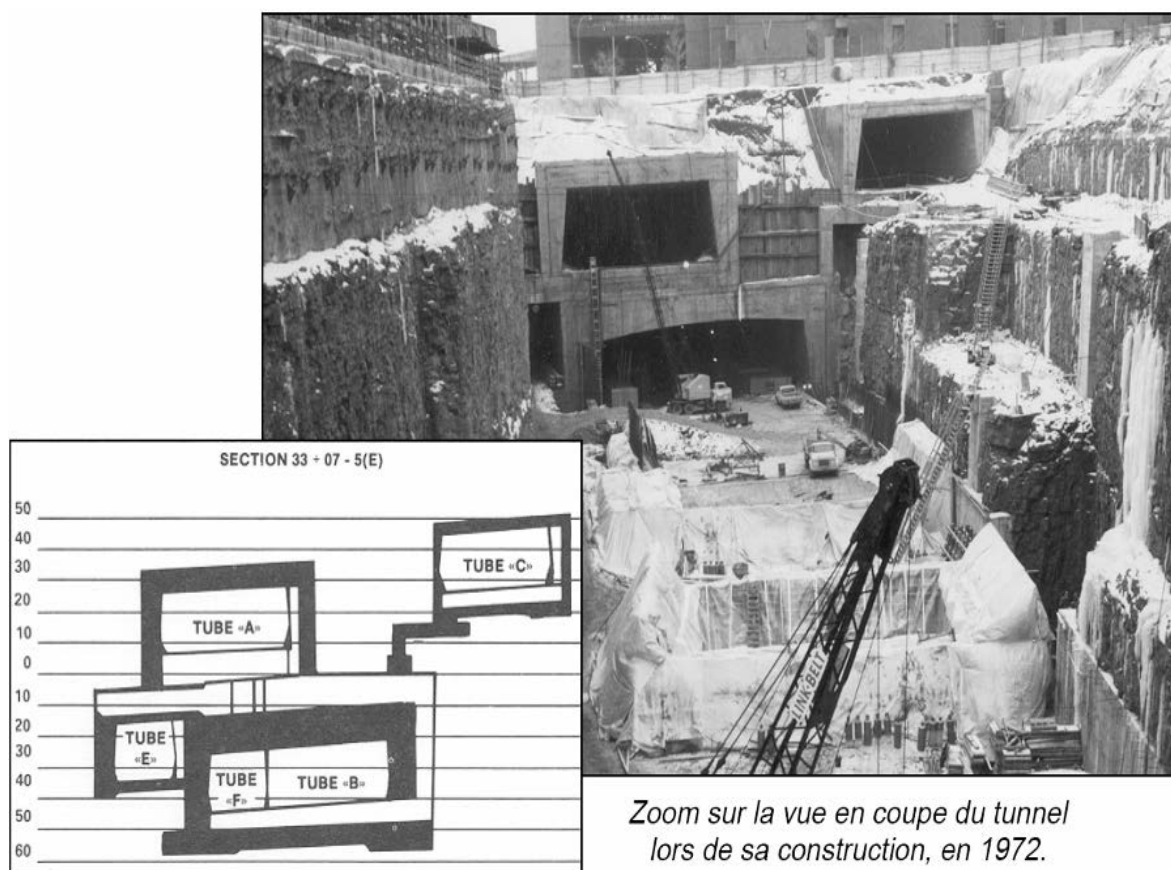 SECTION 33 + 07 - 5(E)
50
40
30
20
10
0
10
20
30
40
50
60
TUBE «C»
TUBE «A»
TUBE
«E»
TUBE
«F»
TUBE «B»
LINK-BELT
Zoom sur la vue en coupe du tunnel
lors de sa construction, en 1972.